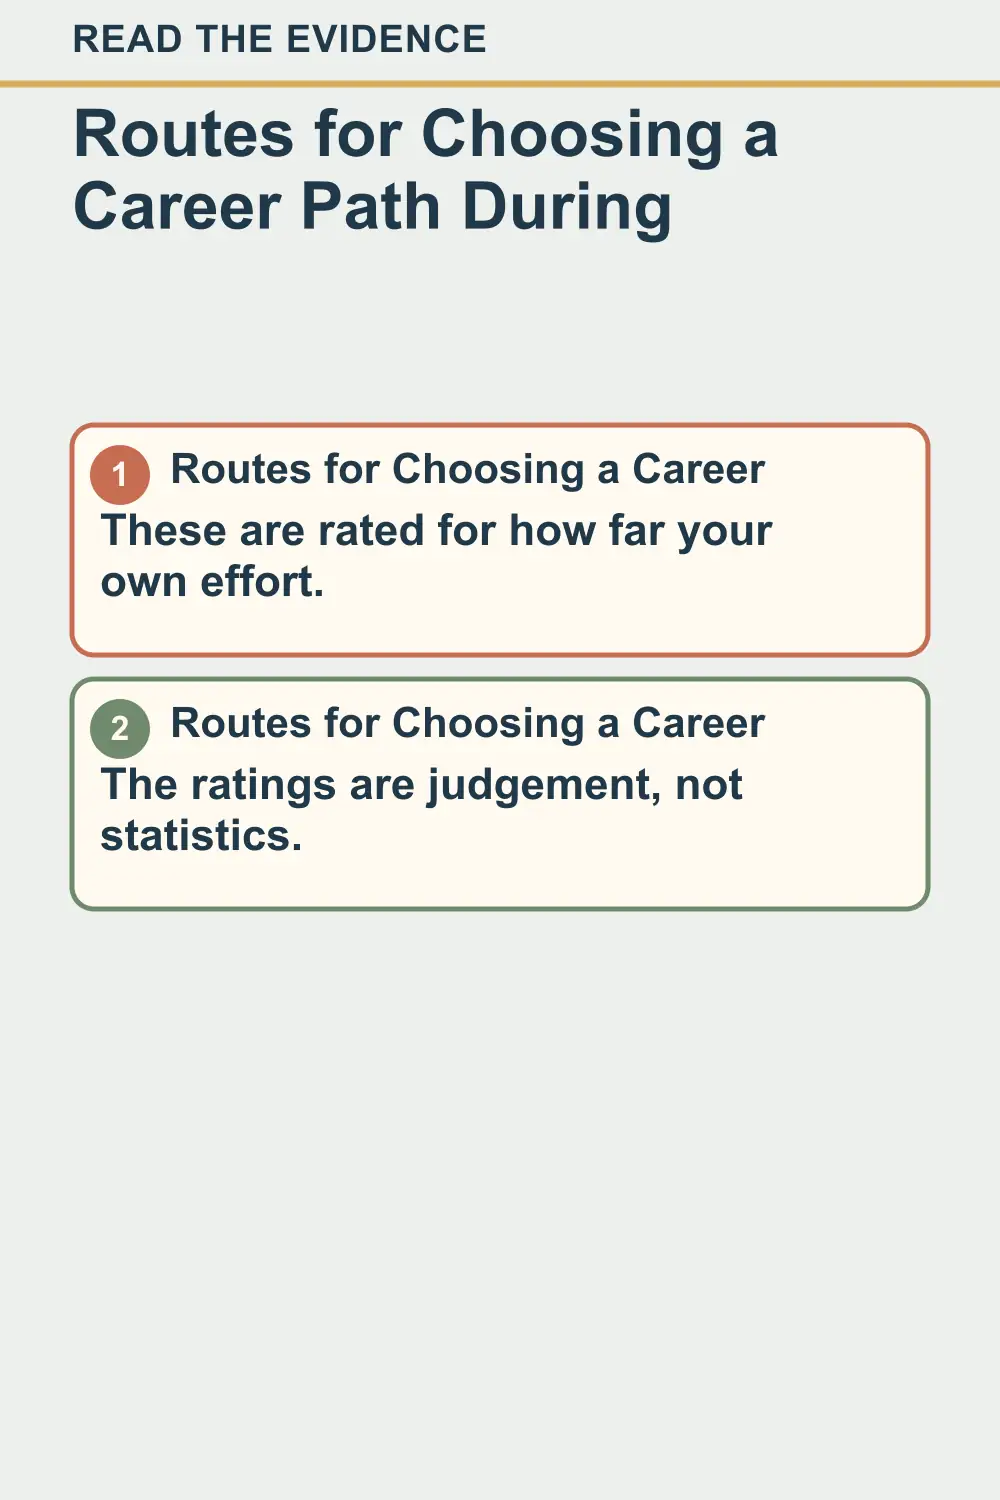 READ THE EVIDENCE
Routes for Choosing a
Career Path During
1 Routes for Choosing a Career
These are rated for how far your
own effort.
2 Routes for Choosing a Career
The ratings are judgement, not
statistics.